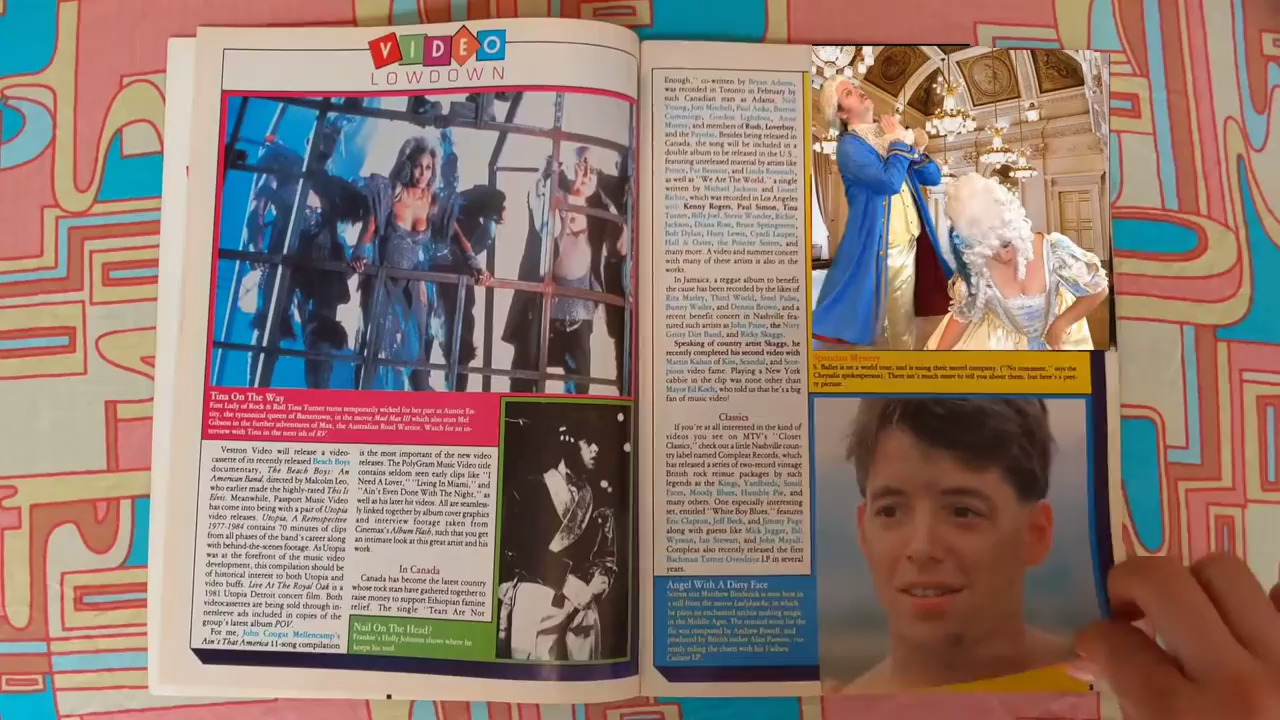 VIDEO
LOWDOWN
Tina On The Way
First Lady of Rock & Roll Tina Turner turns temporarily wicked for her part as Auntie En-
tity, the tyrannical queen of Bartertown, in the movie Mad Max III which also stars Mel
Gibson in the further adventures of Max, the Australian Road Warrior. Watch for an in-
terview with Tina in the next ish of RV.
Vestron Video will release a video-
cassette of its recently released Beach Boys
documentary, The Beach Boys: An
American Band, directed by Malcolm Leo,
who earlier made the highly-rated This Is
Elvis. Meanwhile, Passport Music Video
has come into being with a pair of Utopia
video releases. Utopia, A Retrospective
1977-1984 contains 70 minutes of clips
from all phases of the band's career along
with behind-the-scenes footage. As Utopia
was at the forefront of the music video
development, this compilation should be
of historical interest to both Utopia and
video buffs. Live At The Royal Oak is a
1981 Utopia Detroit concert film. Both
videocassettes are being sold through in-
nersleeve ads included in copies of the
group's latest album POV.
For me, John Cougar Mellencamp's
Ain't That America 11-song compilation
is the most important of the new video
releases. The PolyGram Music Video title
contains seldom seen early clips like "I
Need A Lover," "Living In Miami," and
"Ain't Even Done With The Night," as
well as his later hit videos. All are seamless-
ly linked together by album cover graphics
and interview footage taken from
Cinemax's Album Flash, such that you get
an intimate look at this great artist and his
work.
In Canada
Canada has become the latest country
whose rock stars have gathered together to
raise money to support Ethiopian famine
relief. The single "Tears Are Not
Nail On The Head?
Frankie's Holly Johnson shows where he
keeps his tool.
Enough," co-written by Bryan Adams,
was recorded in Toronto in February by
such Canadian stars as Adams, Neil
Young, Joni Mitchell, Paul Anka, Burton
Cummings, Gordon Lightfoot, Anne
Murray, and members of Rush, Loverboy,
and the Payolas. Besides being released in
Canada, the song will be included in a
double album to be released in the U.S.,
featuring unreleased material by artists like
Prince, Pat Benatar, and Linda Ronstadt,
as well as "We Are The World," a single
written by Michael Jackson and Lionel
Richie, which was recorded in Los Angeles
with Kenny Rogers, Paul Simon, Tina
Turner, Billy Joel, Stevie Wonder, Richie,
Jackson, Diana Ross, Bruce Springsteen,
Bob Dylan, Huey Lewis, Cyndi Lauper,
Hall & Oates, the Pointer Sisters, and
many more. A video and summer concert
with many of these artists is also in the
works.
In Jamaica, a reggae album to benefit
the cause has been recorded by the likes of
Rita Marley, Third World, Steel Pulse,
Bunny Wailer, and Dennis Brown, and a
recent benefit concert in Nashville fea-
tured such artists as John Prine, the Nitty
Gritty Dirt Band, and Ricky Skaggs.
Speaking of country artist Skaggs, he
recently completed his second video with
Martin Kahan of Kiss, Scandal, and Scor-
pions video fame. Playing a New York
cabbie in the clip was none other than
Mayor Ed Koch, who told us that he's a big
fan of music video!
Classics
If you're at all interested in the kind of
videos you see on MTV's "Closet
Classics," check out a little Nashville coun-
try label named Compleat Records, which
has released a series of two-record vintage
British rock reissue packages by such
legends as the Kings, Yardbirds, Small
Faces, Moody Blues, Humble Pie, and
many others. One especially interesting
set, entitled "White Boy Blues," features
Eric Clapton, Jeff Beck, and Jimmy Page
along with guests like Mick Jagger, Bill
Wyman, Ian Stewart, and John Mayall.
Compleat also recently released the first
Bachman Turner Overdrive LP in several
years.
Spandau Mystery
S. Ballet is on a world tour, and is suing their record company. ("No comment," says the
Chrysalis spokesperson). There isn't much more to tell you about them, but here's a pret-
ty picture.
Angel With A Dirty Face
Screen star Matthew Broderick is seen here in
a still from the movie Ladyhawke, in which
he plays an enchanted urchin making magic
in the Middle Ages. The musical score for the
flic was composed by Andrew Powell, and
produced by British rocker Alan Parsons, cur-
rently riding the charts with his Vulture
Culture LP.